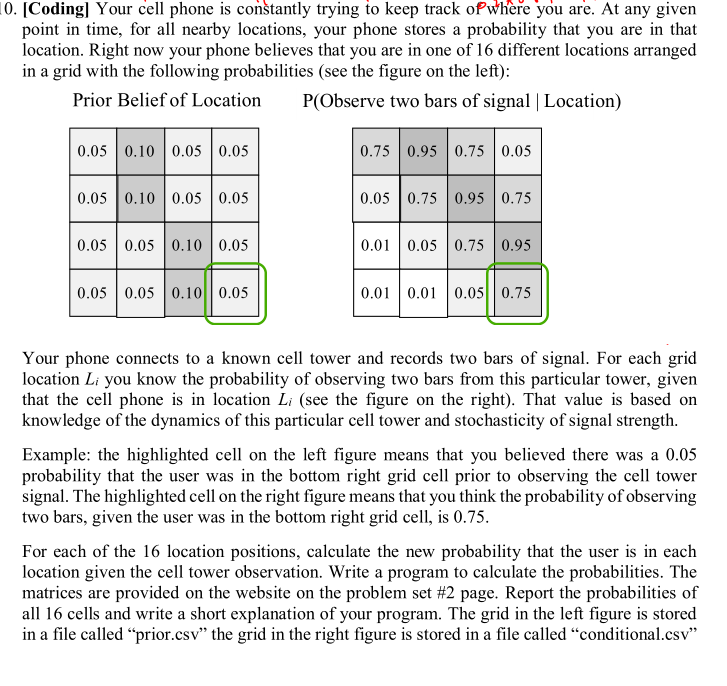 10. [Coding] Your cell phone is constantly trying to keep track of where you are. At any given
point in time, for all nearby locations, your phone stores a probability that you are in that
location. Right now your phone believes that you are in one of 16 different locations arranged
in a grid with the following probabilities (see the figure on the left):
Prior Belief of Location P(Observe two bars of signal | Location)
0.05 0.10 0.05 0.05 0.75 0.95 0.75 0.05
0.05 0.10 0.05 0.05 0.05 0.75 0.95 0.75
0.05 0.05 0.10 0.05 0.01 0.05 0.75 0.95
0.05 0.05 0.10 0.05 0.01 0.01 0.05 0.75
Your phone connects to a known cell tower and records two bars of signal. For each grid
location Li you know the probability of observing two bars from this particular tower, given
that the cell phone is in location Li (see the figure on the right). That value is based on
knowledge of the dynamics of this particular cell tower and stochasticity of signal strength.
Example: the highlighted cell on the left figure means that you believed there was a 0.05
probability that the user was in the bottom right grid cell prior to observing the cell tower
signal. The highlighted cell on the right figure means that you think the probability of observing
two bars, given the user was in the bottom right grid cell, is 0.75.
For each of the 16 location positions, calculate the new probability that the user is in each
location given the cell tower observation. Write a program to calculate the probabilities. The
matrices are provided on the website on the problem set #2 page. Report the probabilities of
all 16 cells and write a short explanation of your program. The grid in the left figure is stored
in a file called “prior.csv” the grid in the right figure is stored in a file called “conditional.csv”